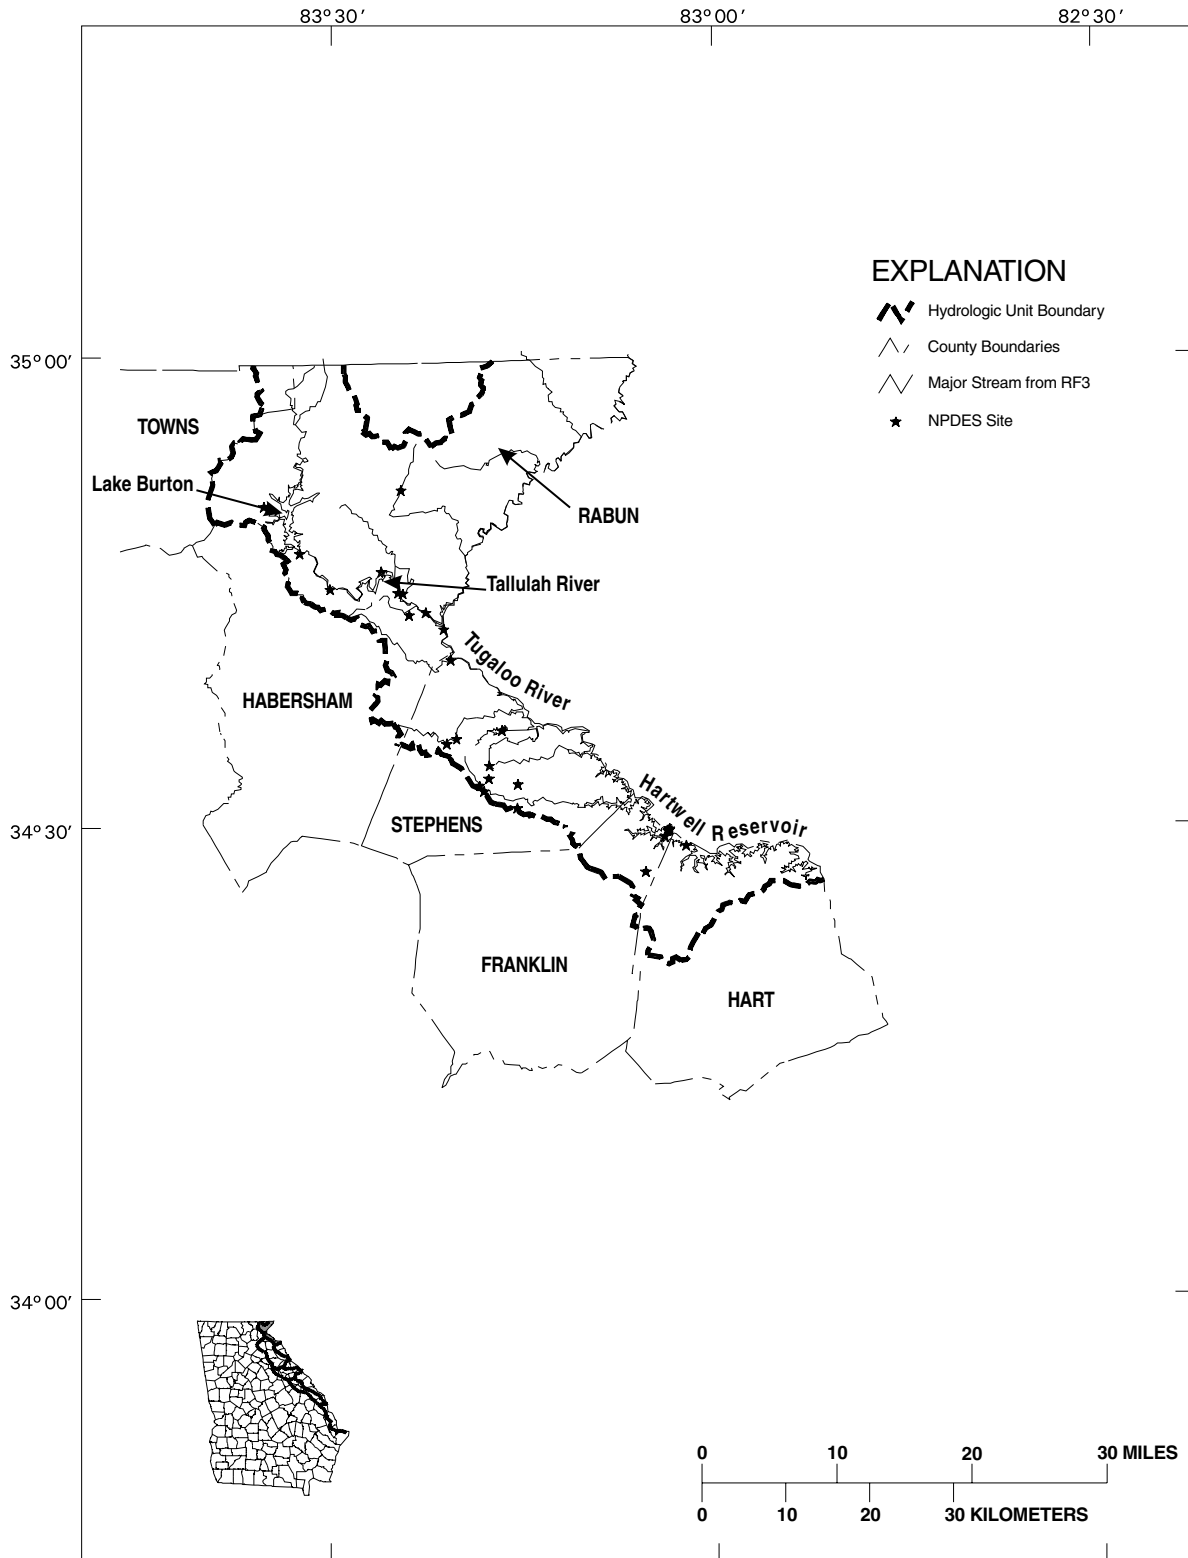 83° 30′
83° 00′
82° 30′
EXPLANATION
Hydrologic Unit Boundary
County Boundaries
Major Stream from RF3
NPDES Site
35° 00′
TOWNS
Lake Burton
RABUN
Tallulah River
Tugaloo River
HABERSHAM
Hartwell Reservoir
34° 30′
STEPHENS
FRANKLIN
HART
34° 00′
0 10 20 30 MILES
0 10 20 30 KILOMETERS